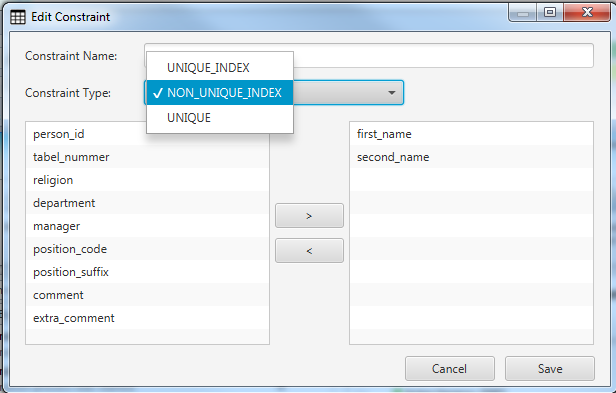 Edit Constraint
Constraint Name:
UNIQUE_INDEX
Constraint Type:
✓ NON_UNIQUE_INDEX
UNIQUE
person_id
tabel_nummer
religion
department
manager
position_code
position_suffix
comment
extra_comment
>
<
first_name
second_name
Cancel
Save